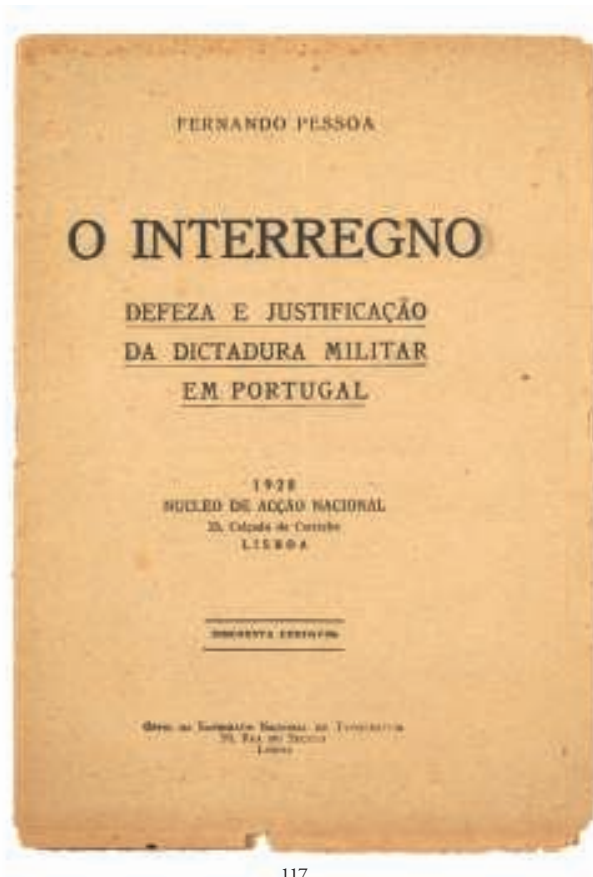 FERNANDO PESSOA
O INTERREGNO
DEFEZA E JUSTIFICAÇÃO
DA DICTADURA MILITAR
EM PORTUGAL
1928
NUCLEO DE ACÇÃO NACIONAL
LISBOA
LISBOA
117